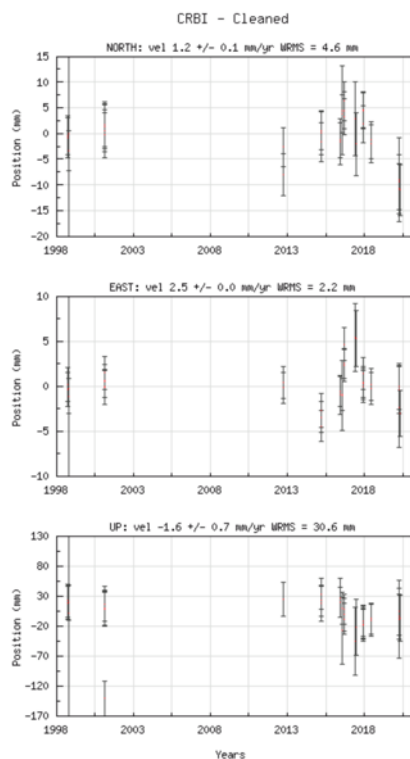 CRBI - Cleaned
NORTH: vel 1.2 +/- 0.1 mm/yr WRMS = 4.6 mm
15
10
5
0
-5
-10
-15
-20
Position (mm)
1998 2003 2008 2013 2018
EAST: vel 2.5 +/- 0.0 mm/yr WRMS = 2.2 mm
10
5
0
-5
-10
Position (mm)
1998 2003 2008 2013 2018
UP: vel -1.6 +/- 0.7 mm/yr WRMS = 30.6 mm
130
30
-20
-70
-120
-170
Position (mm)
1998 2003 2008 2013 2018
Years